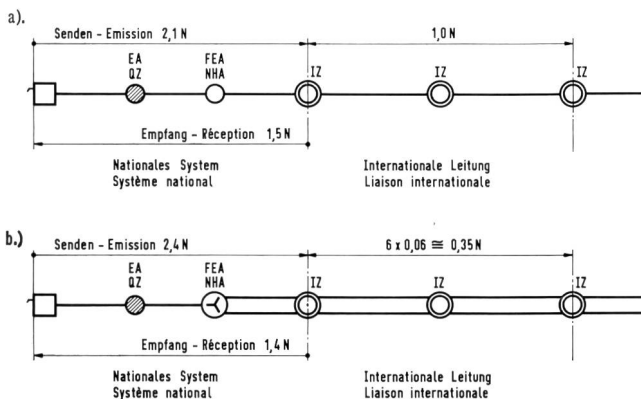 a).
Senden - Emission 2,1 N
1,0 N
EA
QZ
FEA
NHA
IZ
IZ
IZ
Empfang - Réception 1,5 N
Nationales System
Système national
Internationale Leitung
Liaison internationale
b.)
Senden - Emission 2,4 N
6 x 0,06 ≅ 0,35 N
EA
QZ
FEA
NHA
IZ
IZ
IZ
Empfang - Réception 1,4 N
Nationales System
Système national
Internationale Leitung
Liaison internationale